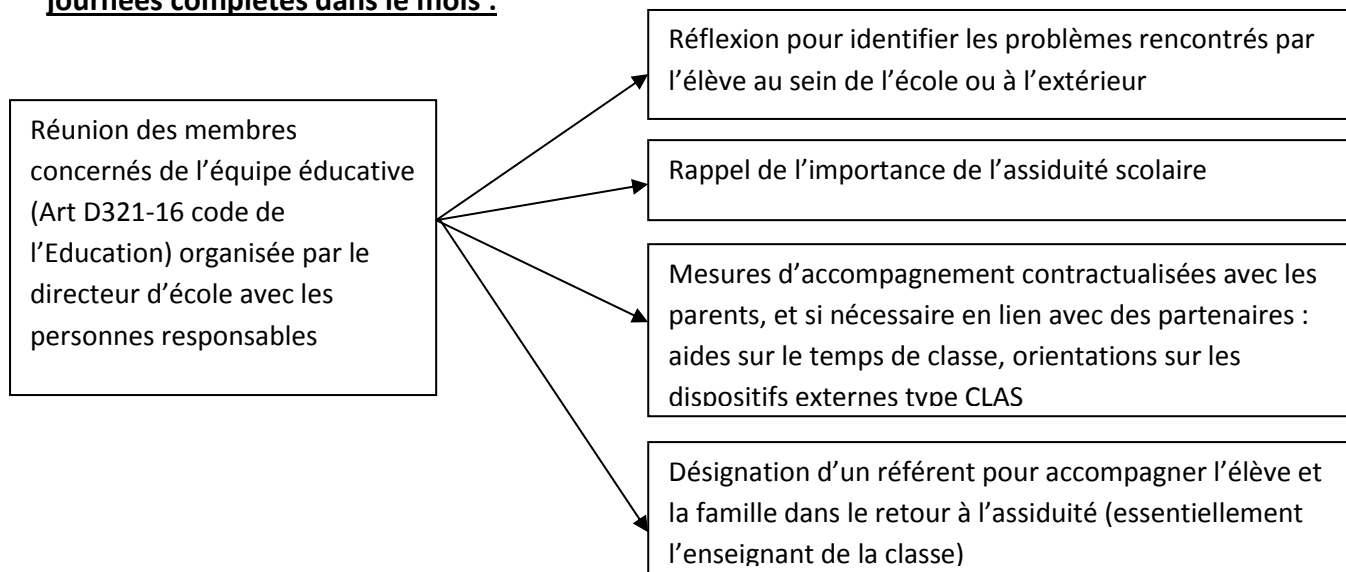 journées complètes dans le mois :
Réunion des membres
concernés de l’équipe éducative
(Art D321-16 code de
l’Education) organisée par le
directeur d’école avec les
personnes responsables
Réflexion pour identifier les problèmes rencontrés par
l’élève au sein de l’école ou à l’extérieur
Rappel de l’importance de l’assiduité scolaire
Mesures d’accompagnement contractualisées avec les
parents, et si nécessaire en lien avec des partenaires :
aides sur le temps de classe, orientations sur les
dispositifs externes type CLAS
Désignation d’un référent pour accompagner l’élève et
la famille dans le retour à l’assiduité (essentiellement
l’enseignant de la classe)